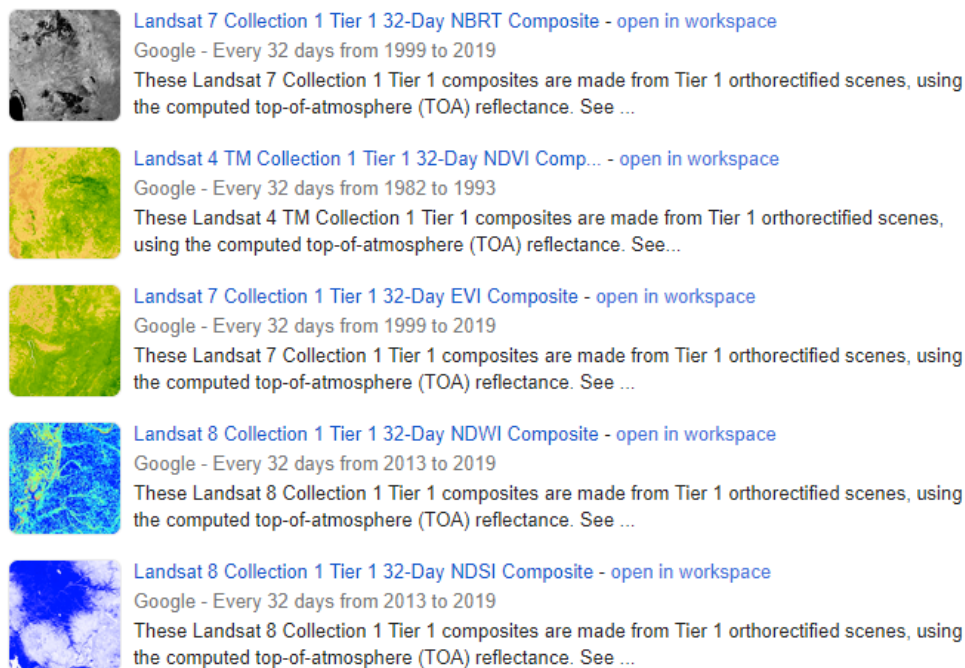 Landsat 7 Collection 1 Tier 1 32-Day NBRT Composite - open in workspace
Google - Every 32 days from 1999 to 2019
These Landsat 7 Collection 1 Tier 1 composites are made from Tier 1 orthorectified scenes, using
the computed top-of-atmosphere (TOA) reflectance. See ...
Landsat 4 TM Collection 1 Tier 1 32-Day NDVI Comp... - open in workspace
Google - Every 32 days from 1982 to 1993
These Landsat 4 TM Collection 1 Tier 1 composites are made from Tier 1 orthorectified scenes,
using the computed top-of-atmosphere (TOA) reflectance. See...
Landsat 7 Collection 1 Tier 1 32-Day EVI Composite - open in workspace
Google - Every 32 days from 1999 to 2019
These Landsat 7 Collection 1 Tier 1 composites are made from Tier 1 orthorectified scenes, using
the computed top-of-atmosphere (TOA) reflectance. See ...
Landsat 8 Collection 1 Tier 1 32-Day NDWI Composite - open in workspace
Google - Every 32 days from 2013 to 2019
These Landsat 8 Collection 1 Tier 1 composites are made from Tier 1 orthorectified scenes, using
the computed top-of-atmosphere (TOA) reflectance. See ...
Landsat 8 Collection 1 Tier 1 32-Day NDSI Composite - open in workspace
Google - Every 32 days from 2013 to 2019
These Landsat 8 Collection 1 Tier 1 composites are made from Tier 1 orthorectified scenes, using
the computed top-of-atmosphere (TOA) reflectance. See ...